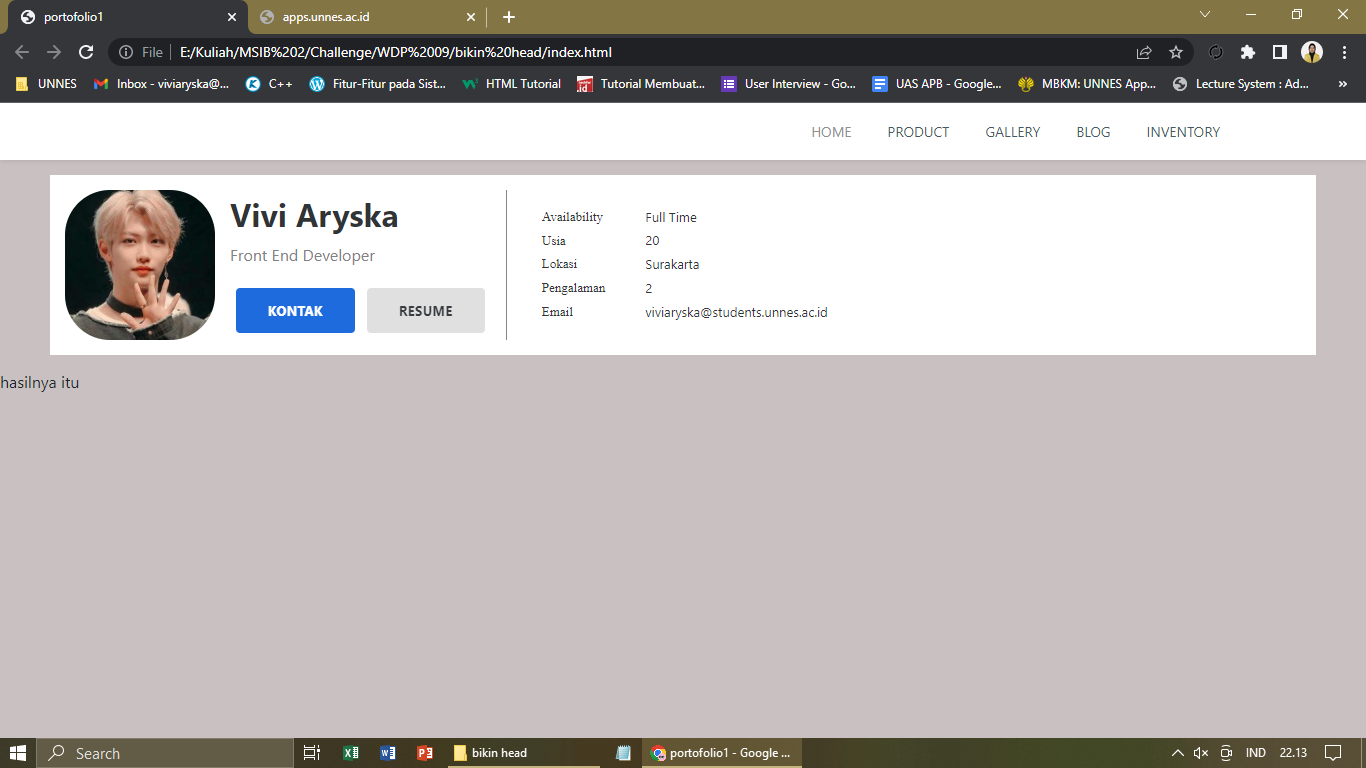 portofolio1
apps.unnes.ac.id
File E:/Kuliah/MSIB%202/Challenge/WDP%2009/bikin%20head/index.html
UNNES Inbox - viviaryska@... C++ Fitur-Fitur pada Sist... HTML Tutorial Tutorial Membuat... User Interview - Go... UAS APB - Google... MBKM: UNNES App... Lecture System : Ad... »
HOME PRODUCT GALLERY BLOG INVENTORY
Vivi Aryska
Front End Developer
KONTAK RESUME
Availability Full Time
Usia 20
Lokasi Surakarta
Pengalaman 2
Email viviaryska@students.unnes.ac.id
hasilnya itu
Search bikin head portofolio1 - Google ... IND 22.13